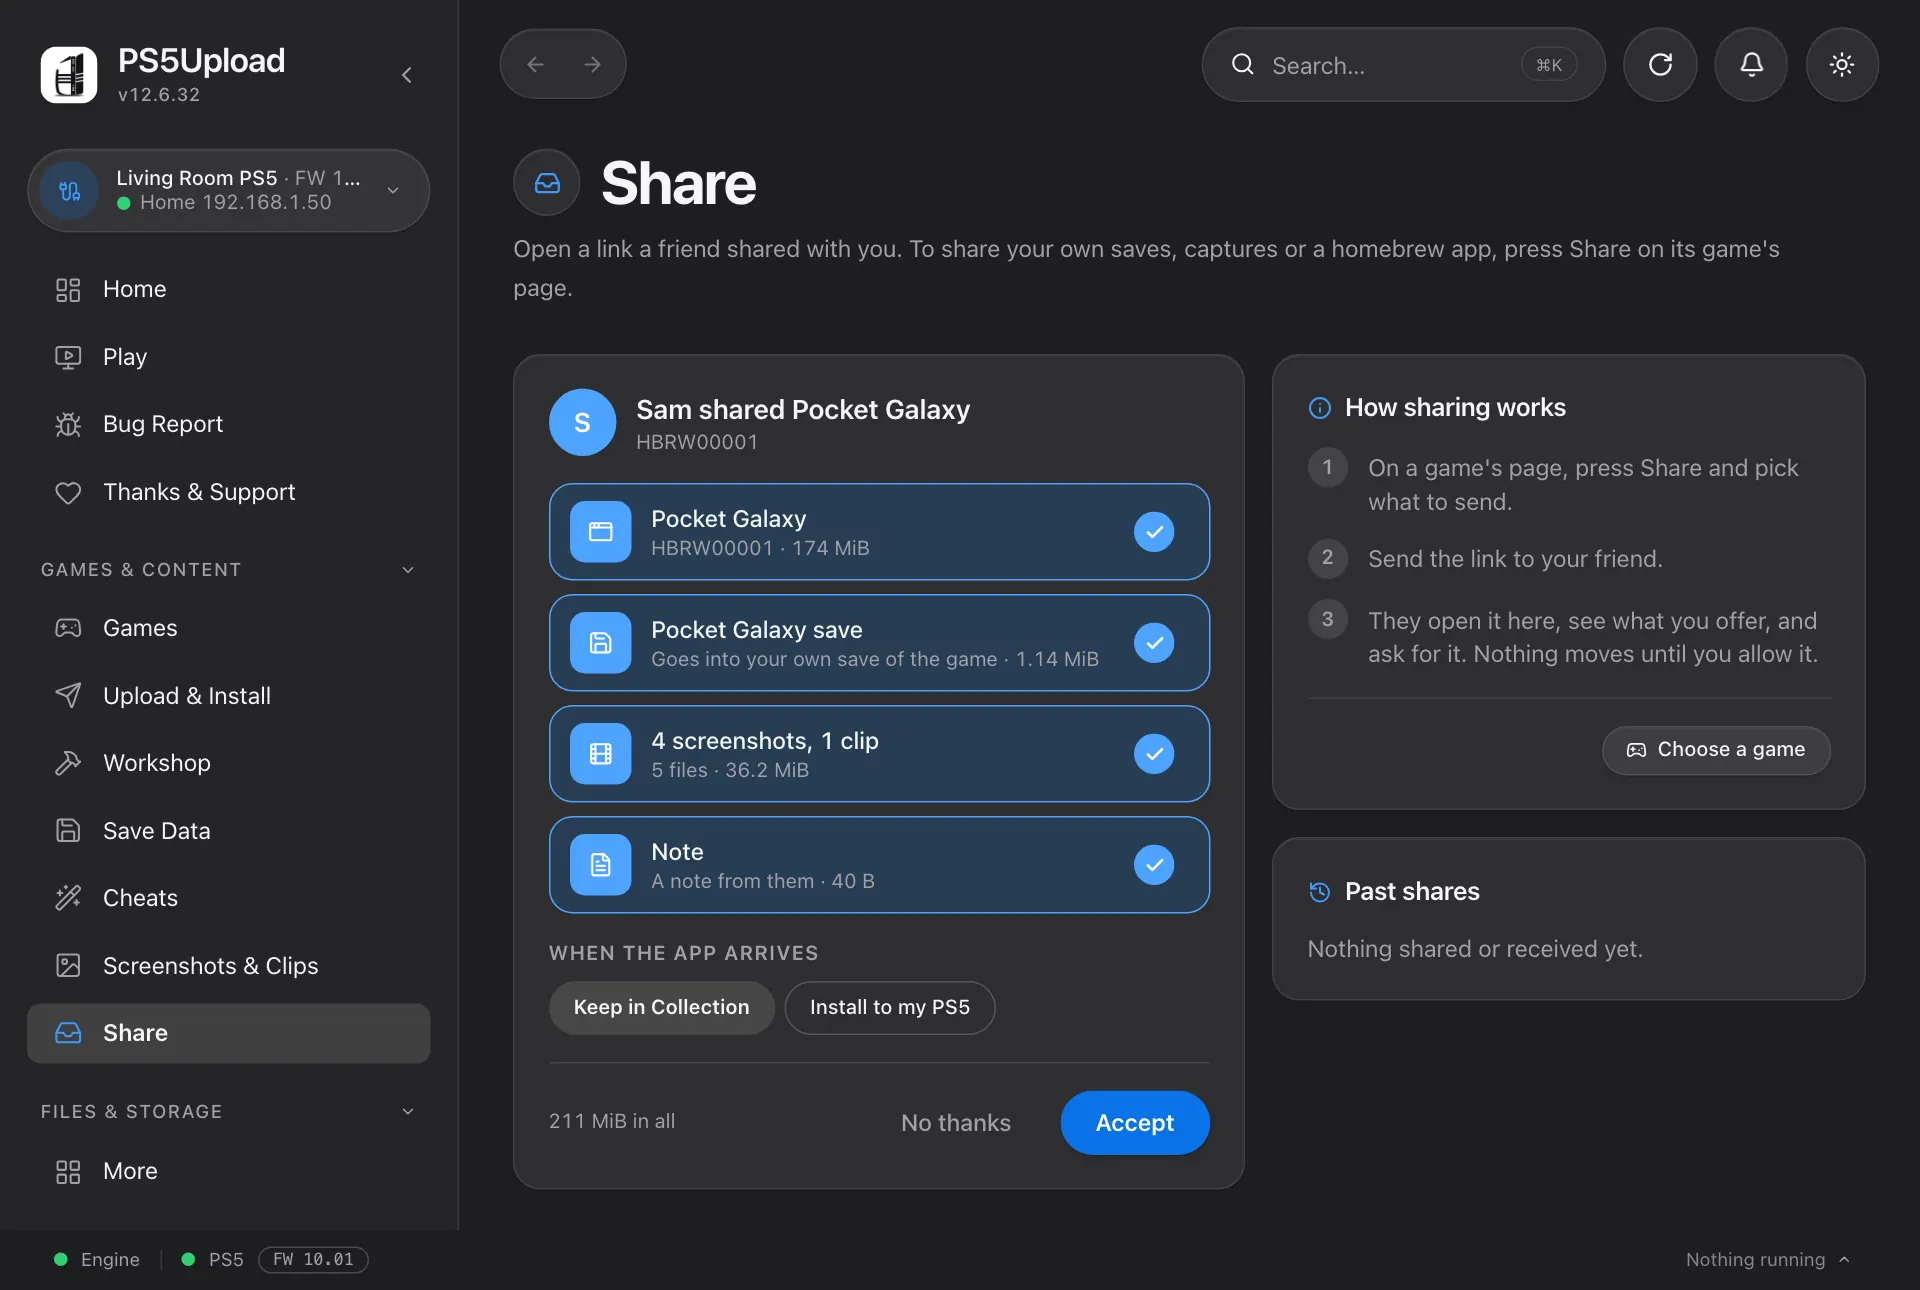 PS5Upload
v12.6.32
Living Room PS5 · FW 1...
Home 192.168.1.50
Home
Play
Bug Report
Thanks & Support
GAMES & CONTENT
Games
Upload & Install
Workshop
Save Data
Cheats
Screenshots & Clips
Share
FILES & STORAGE
More
Search...
⌘K
Share
Open a link a friend shared with you. To share your own saves, captures or a homebrew app, press Share on its game's
page.
S
Sam shared Pocket Galaxy
HBRW00001
Pocket Galaxy
HBRW00001 · 174 MiB
Pocket Galaxy save
Goes into your own save of the game · 1.14 MiB
4 screenshots, 1 clip
5 files · 36.2 MiB
Note
A note from them · 40 B
WHEN THE APP ARRIVES
Keep in Collection
Install to my PS5
211 MiB in all
No thanks
Accept
How sharing works
1
On a game's page, press Share and pick
what to send.
2
Send the link to your friend.
3
They open it here, see what you offer, and
ask for it. Nothing moves until you allow it.
Choose a game
Past shares
Nothing shared or received yet.
Engine
PS5
FW 10.01
Nothing running